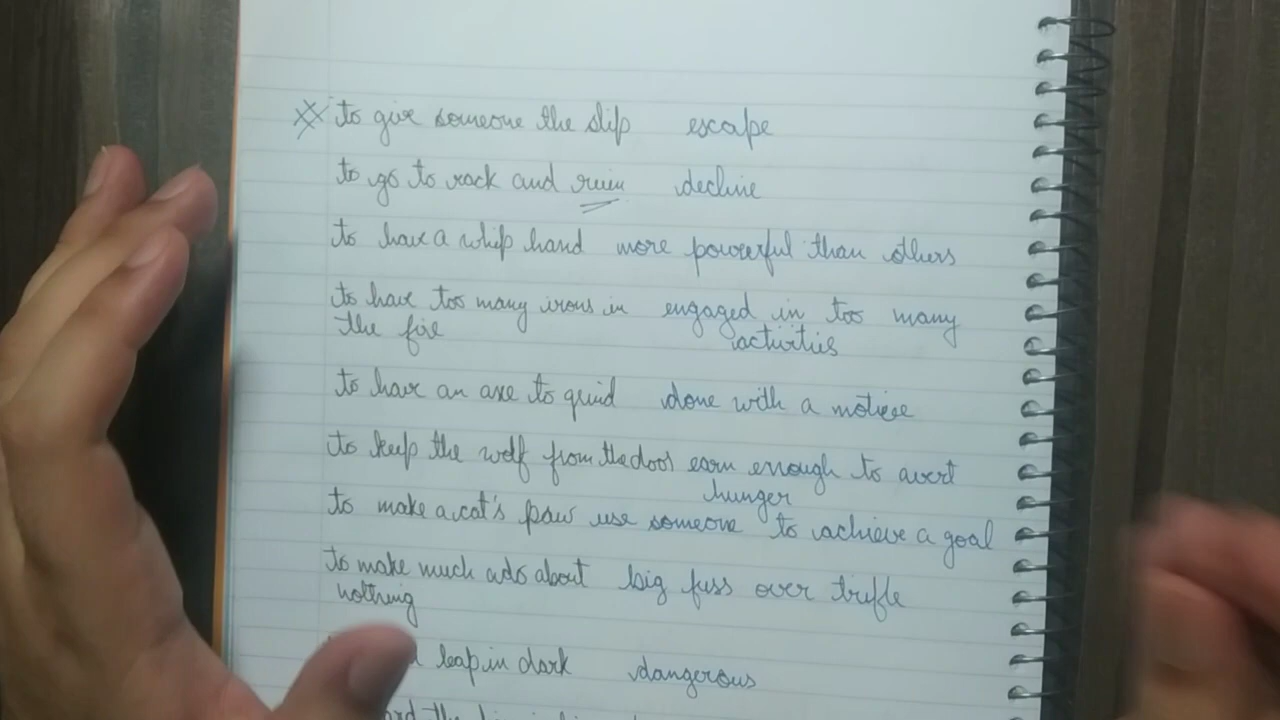 to give someone the slip escape
to go to rack and ruin decline
to have a whip hand more powerful than others
to have too many irons in engaged in too many
the fire activities
to have an axe to grind done with a motive
to keep the wolf from the door earn enough to avert
hunger
to make a cat's paw use someone to achieve a goal
to make much ado about big fuss over trifle
nothing
leap in dark dangerous
the